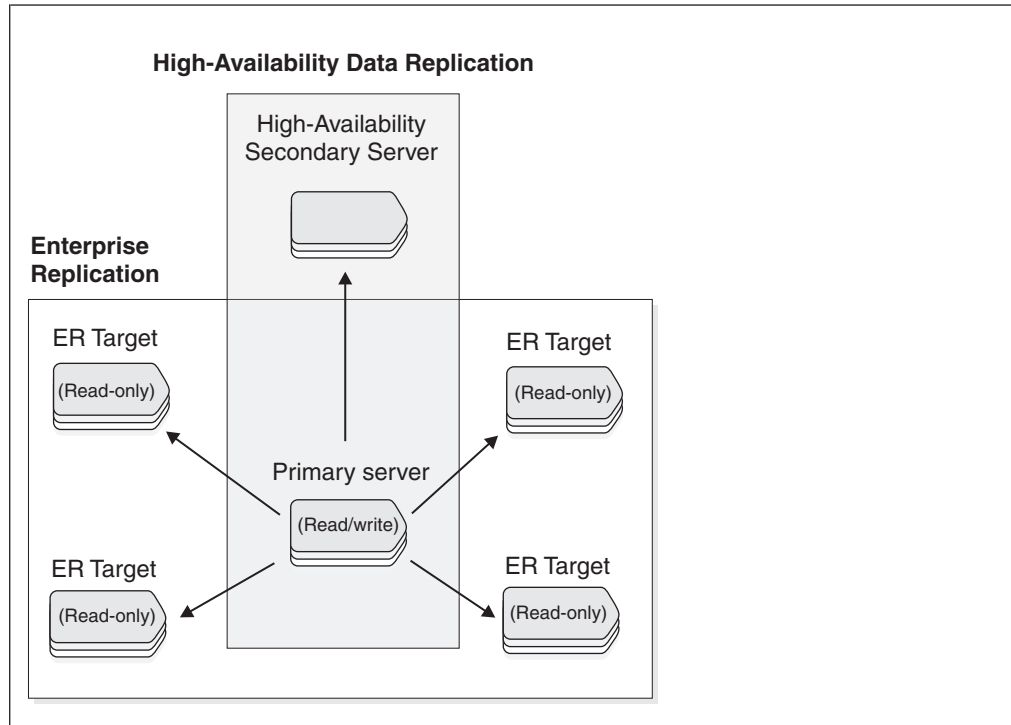 High-Availability Data Replication
High-Availability
Secondary Server
Enterprise
Replication
ER Target
(Read-only)
ER Target
(Read-only)
Primary server
(Read/write)
ER Target
(Read-only)
ER Target
(Read-only)